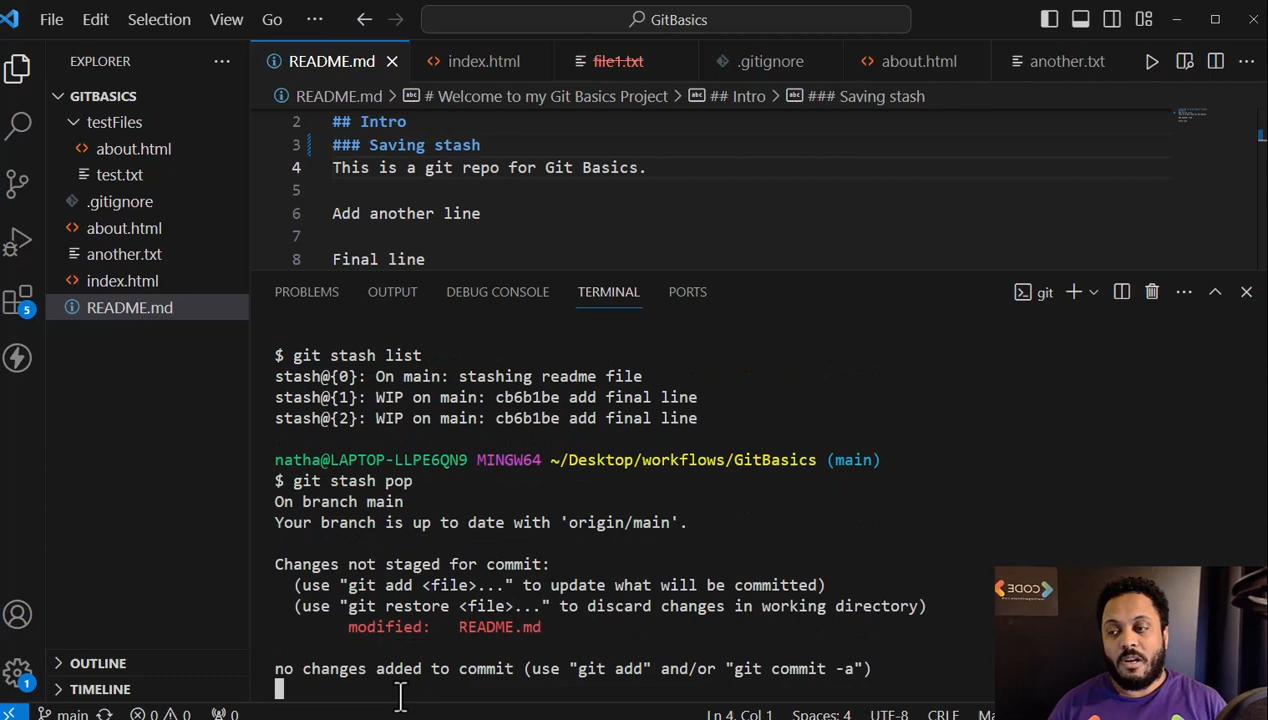 File Edit Selection View Go ··· GitBasics
EXPLORER ···
README.md index.html file1.txt .gitignore about.html another.txt ···
GITBASICS
README.md > # Welcome to my Git Basics Project > ## Intro > ### Saving stash
testFiles
about.html
test.txt
.gitignore
about.html
another.txt
index.html
README.md
5
2 ## Intro
3 ### Saving stash
4 This is a git repo for Git Basics.
5
6 Add another line
7
8 Final line
PROBLEMS OUTPUT DEBUG CONSOLE TERMINAL PORTS git
$ git stash list
stash@{0}: On main: stashing readme file
stash@{1}: WIP on main: cb6b1be add final line
stash@{2}: WIP on main: cb6b1be add final line
natha@LAPTOP-LLPE6QN9 MINGW64 ~/Desktop/workflows/GitBasics (main)
$ git stash pop
On branch main
Your branch is up to date with 'origin/main'.
Changes not staged for commit:
(use "git add <file>..." to update what will be committed)
(use "git restore <file>..." to discard changes in working directory)
modified: README.md
no changes added to commit (use "git add" and/or "git commit -a")
CODE
OUTLINE
TIMELINE
1
main 0 0 0 Ln 4, Col 1 Spaces: 4 UTF-8 CRLF